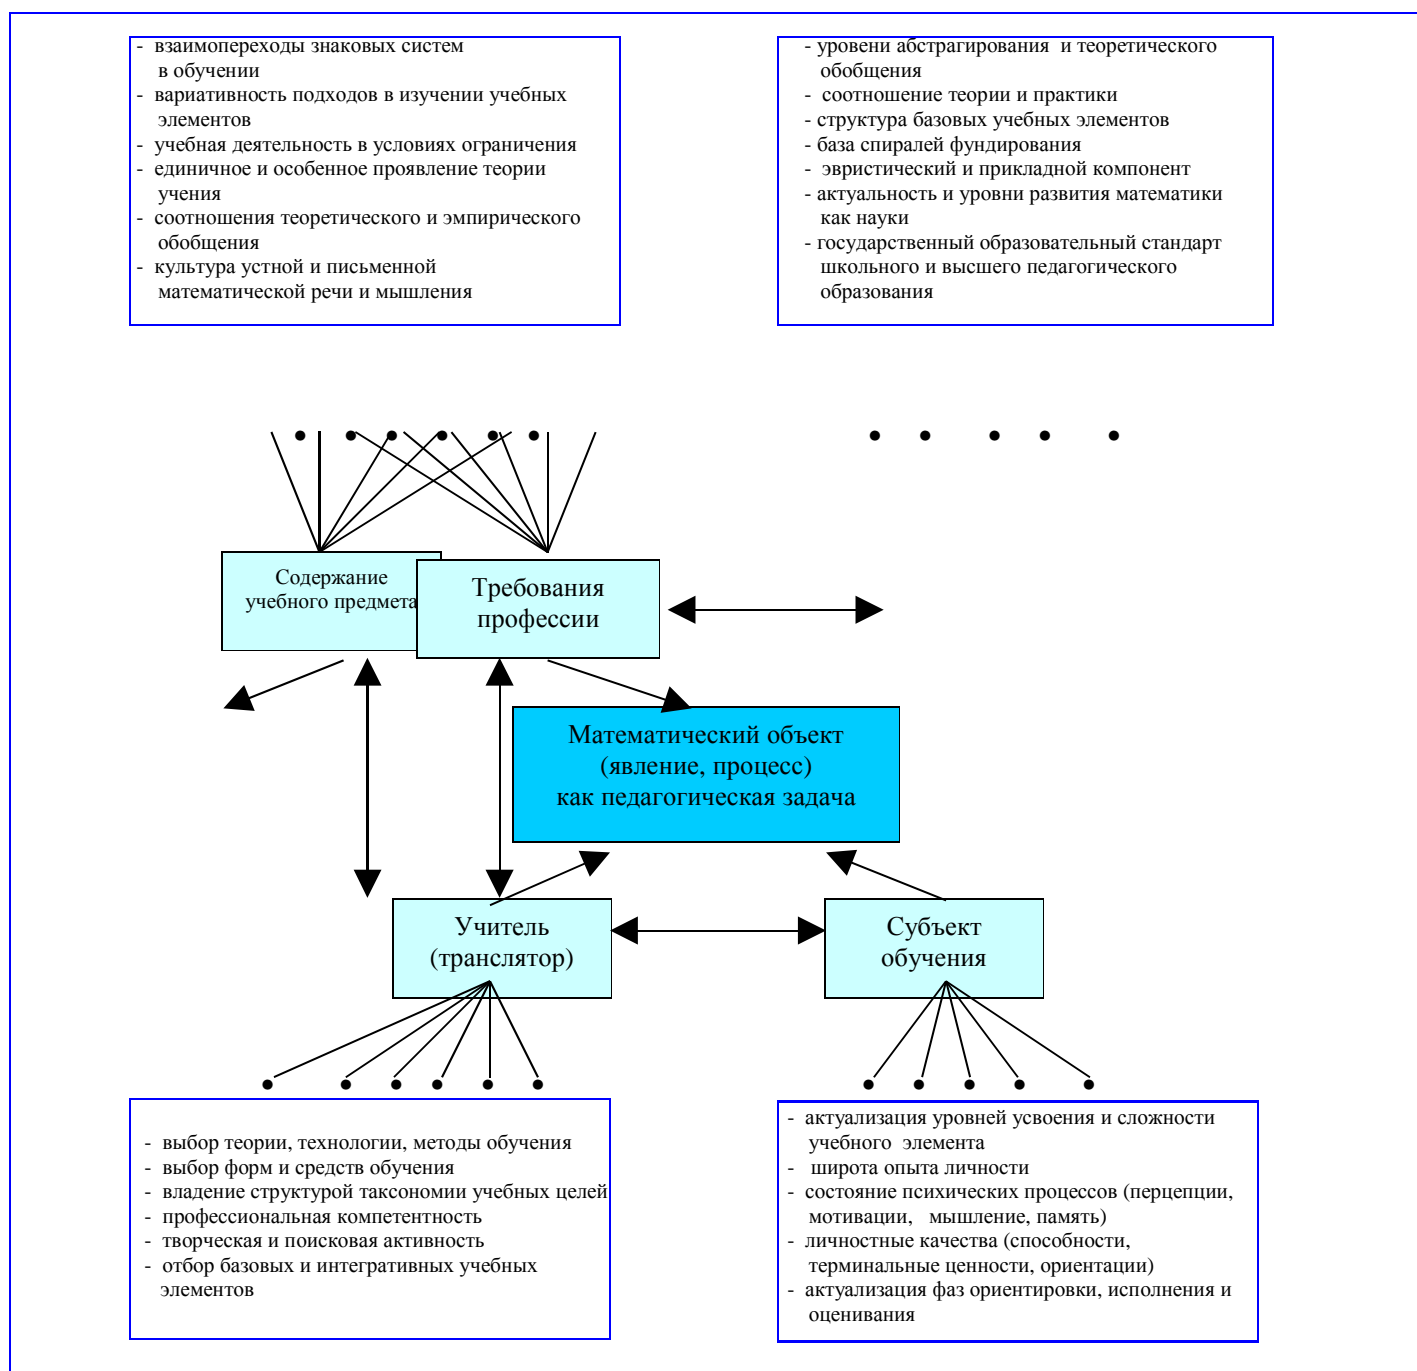 - взаимопереходы знаковых систем
в обучении
- вариативность подходов в изучении учебных
элементов
- учебная деятельность в условиях ограничения
- единичное и особенное проявление теории
учения
- соотношения теоретического и эмпирического
обобщения
- культура устной и письменной
математической речи и мышления
- уровени абстрагирования и теоретического
обобщения
- соотношение теории и практики
- структура базовых учебных элементов
- база спиралей фундирования
- эвристический и прикладной компонент
- актуальность и уровни развития математики
как науки
- государственный образовательный стандарт
школьного и высшего педагогического
образования
Содержание
учебного предмета
Требования
профессии
Математический объект
(явление, процесс)
как педагогическая задача
Учитель
(транслятор)
Субъект
обучения
- выбор теории, технологии, методы обучения
- выбор форм и средств обучения
- владение структурой таксономии учебных целей
- профессиональная компетентность
- творческая и поисковая активность
- отбор базовых и интегративных учебных
элементов
- актуализация уровней усвоения и сложности
учебного элемента
- широта опыта личности
- состояние психических процессов (перцепции,
мотивации, мышление, память)
- личностные качества (способности,
терминальные ценности, ориентации)
- актуализация фаз ориентировки, исполнения и
оценивания